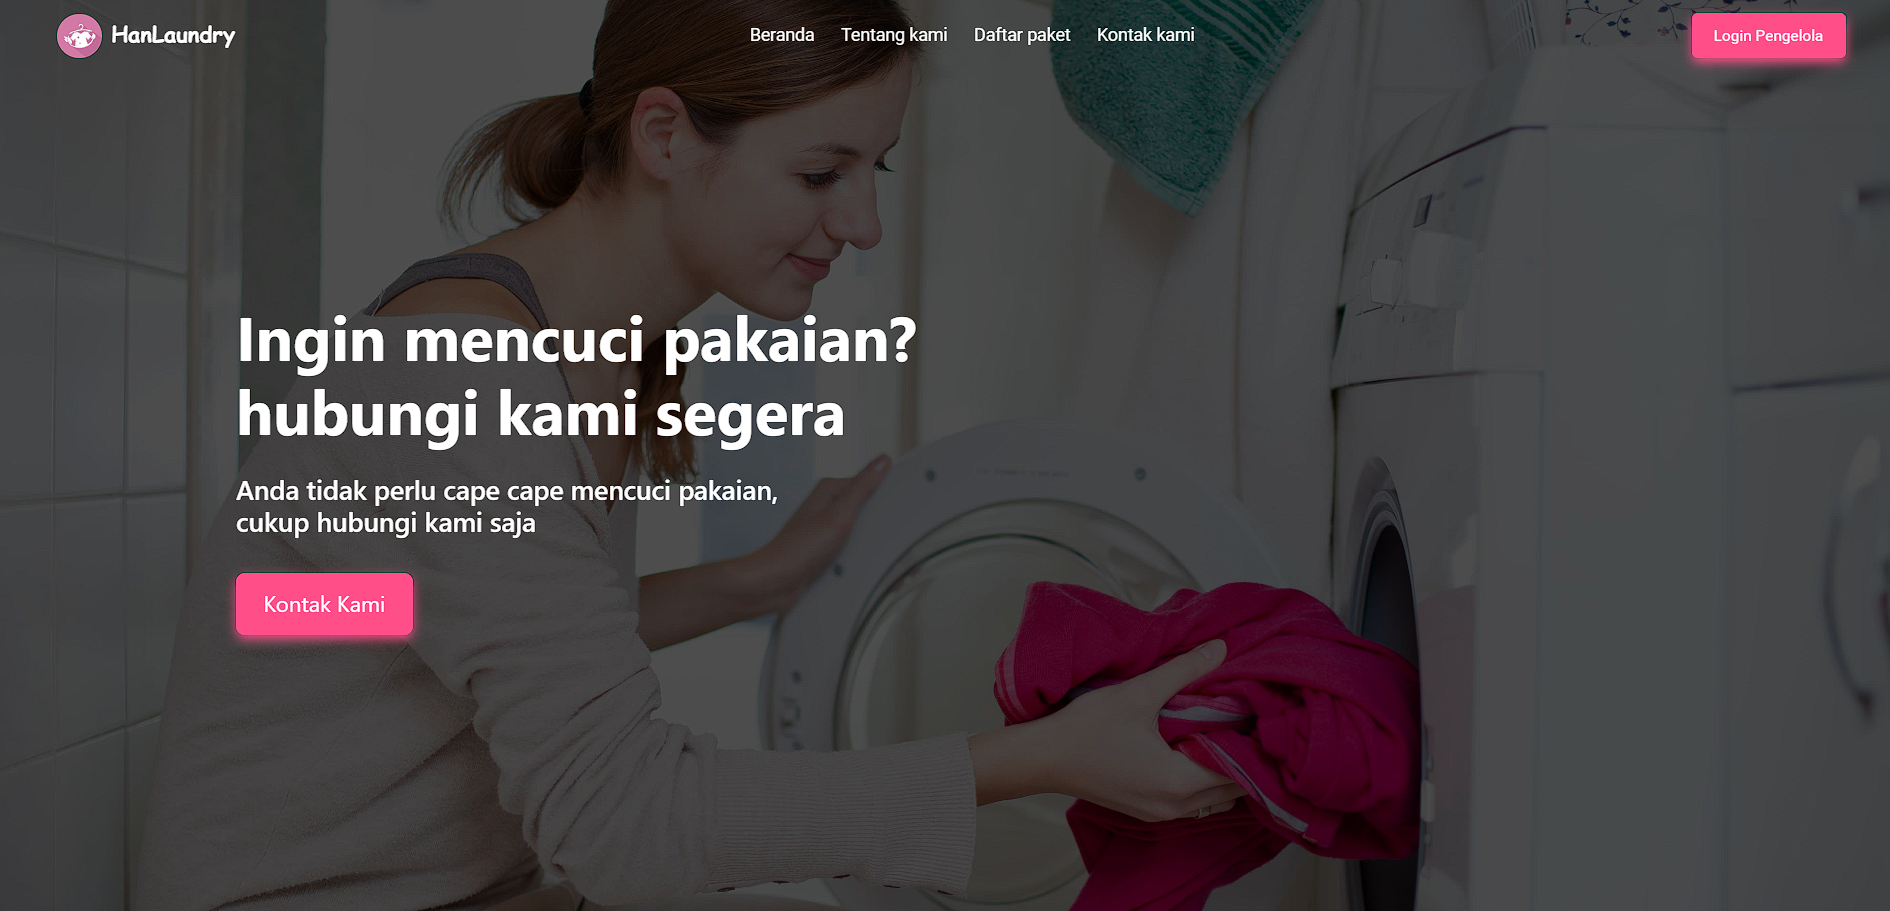 HanLaundry
Beranda
Tentang kami
Daftar paket
Kontak kami
Login Pengelola
Ingin mencuci pakaian?
hubungi kami segera
Anda tidak perlu cape cape mencuci pakaian,
cukup hubungi kami saja
Kontak Kami